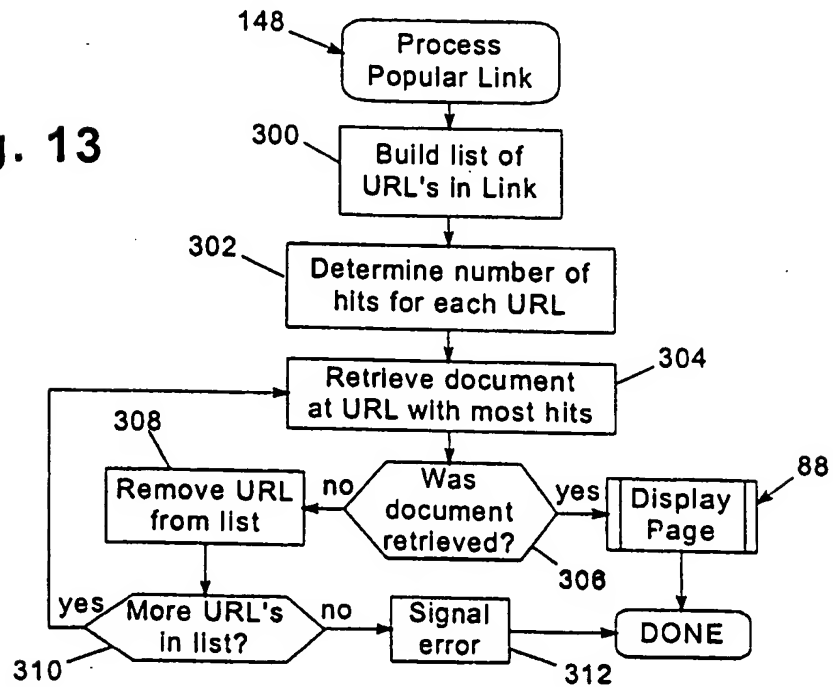 g. 13
148
Process
Popular Link
300
Build list of
URL's in Link
302
Determine number of
hits for each URL
304
Retrieve document
at URL with most hits
308
Remove URL
from list
no
Was
document
retrieved?
306
yes
Display
Page
88
yes
More URL's
in list?
310
no
Signal
error
312
DONE